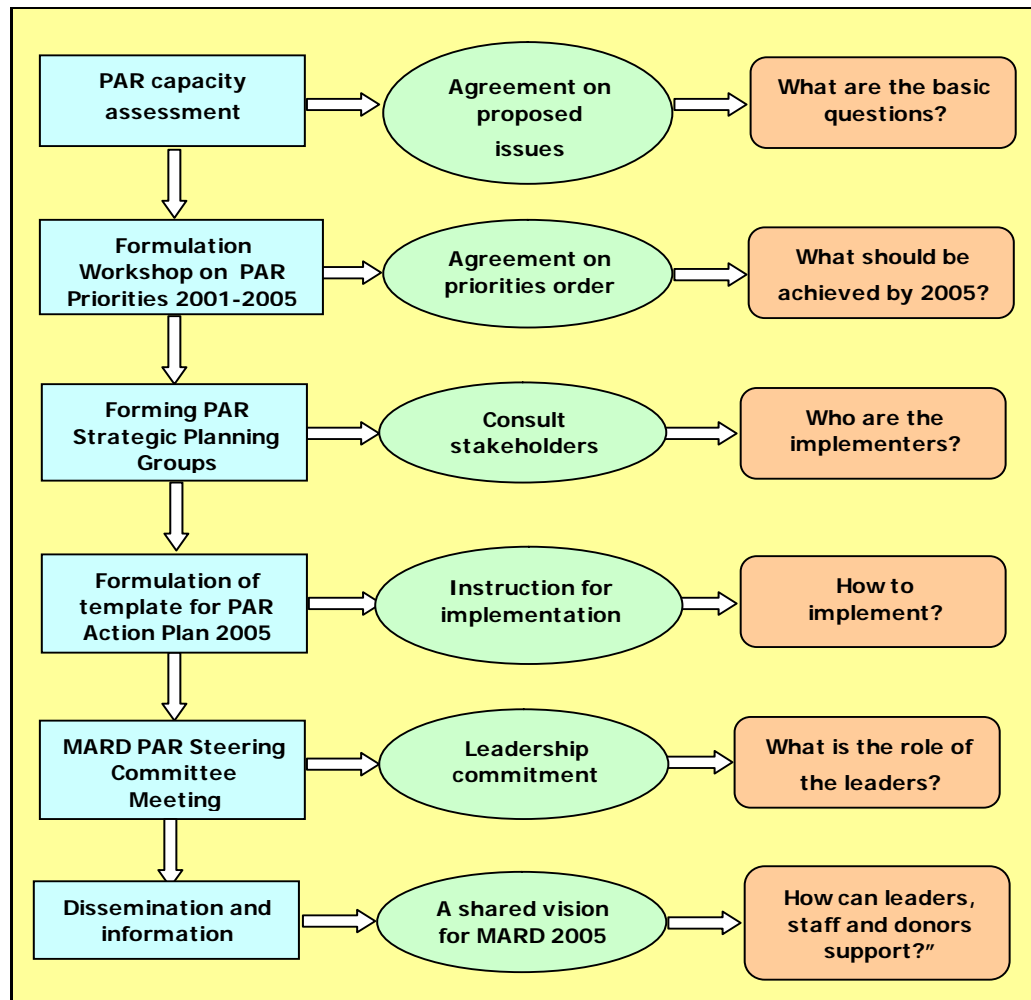 PAR capacity
assessment
Agreement on
proposed
issues
What are the basic
questions?
Formulation
Workshop on PAR
Priorities 2001-2005
Agreement on
priorities order
What should be
achieved by 2005?
Forming PAR
Strategic Planning
Groups
Consult
stakeholders
Who are the
implementers?
Formulation of
template for PAR
Action Plan 2005
Instruction for
implementation
How to
implement?
MARD PAR Steering
Committee
Meeting
Leadership
commitment
What is the role of
the leaders?
Dissemination and
information
A shared vision
for MARD 2005
How can leaders,
staff and donors
support?”